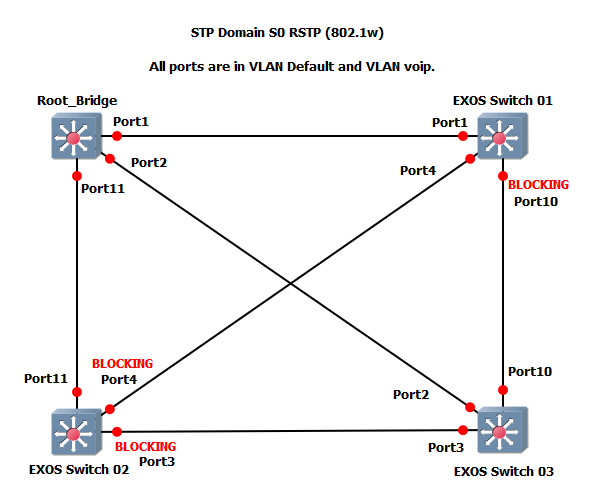 STP Domain S0 RSTP (802.1w)
All ports are in VLAN Default and VLAN voip.
Root_Bridge
EXOS Switch 01
Port1
Port1
Port2
Port4
Port11
BLOCKING
Port10
BLOCKING
Port11
Port4
Port10
Port2
BLOCKING
Port3
Port3
EXOS Switch 02
EXOS Switch 03